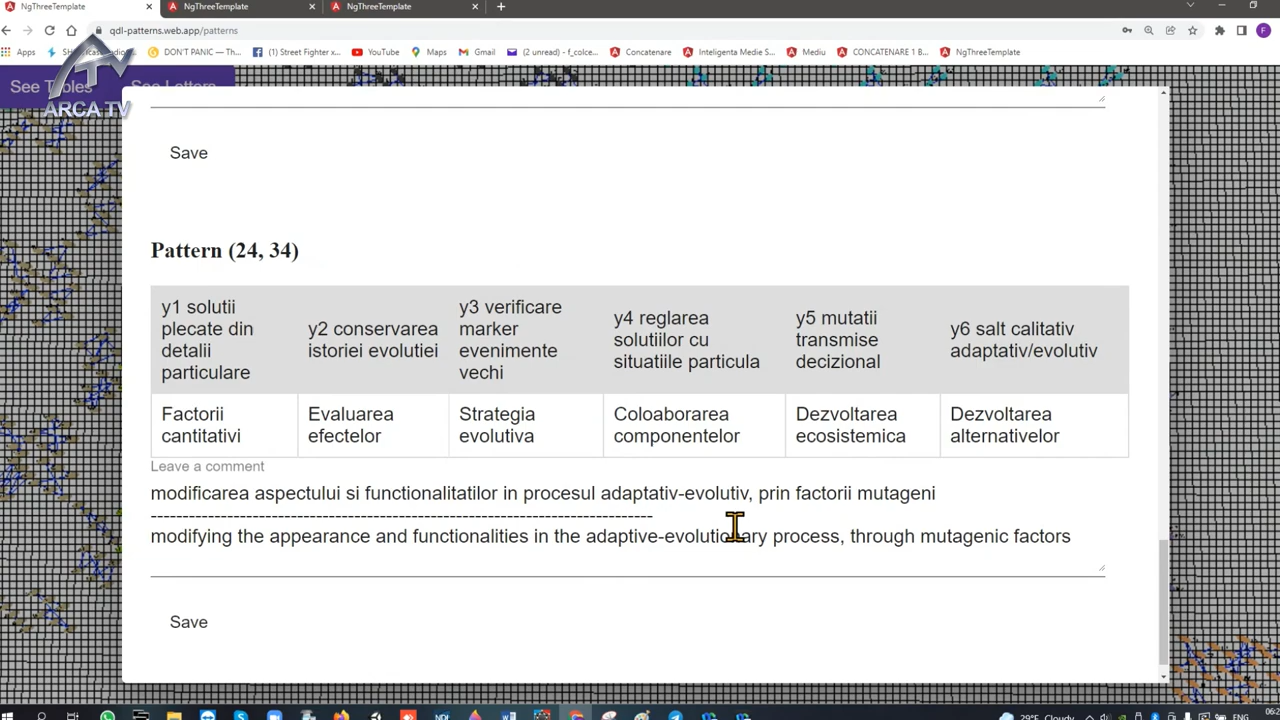 NgThreeTemplate
NgThreeTemplate
NgThreeTemplate
qdl-patterns.web.app/patterns
Apps
DON'T PANIC — Th...
(1) Street Fighter x...
YouTube
Maps
Gmail
(2 unread) - f_colce...
Concatenare
Inteligenta Medie S...
Mediu
CONCATENARE 1 B...
NgThreeTemplate
See Tables
See Letters
ARCA TV
Save
Pattern (24, 34)
y1 solutii
plecate din
detalii
particulare
y2 conservarea
istoriei evolutiei
y3 verificare
marker
evenimente
vechi
y4 reglarea
solutiilor cu
situatiile particula
y5 mutatii
transmise
decizional
y6 salt calitativ
adaptativ/evolutiv
Factorii
cantitativi
Evaluarea
efectelor
Strategia
evolutiva
Coloaborarea
componentelor
Dezvoltarea
ecosistemica
Dezvoltarea
alternativelor
Leave a comment
modificarea aspectului si functionalitatilor in procesul adaptativ-evolutiv, prin factorii mutageni
-------------------------------------------------------------------------------
modifying the appearance and functionalities in the adaptive-evolutionary process, through mutagenic factors
Save
29°F Cloudy
ENG